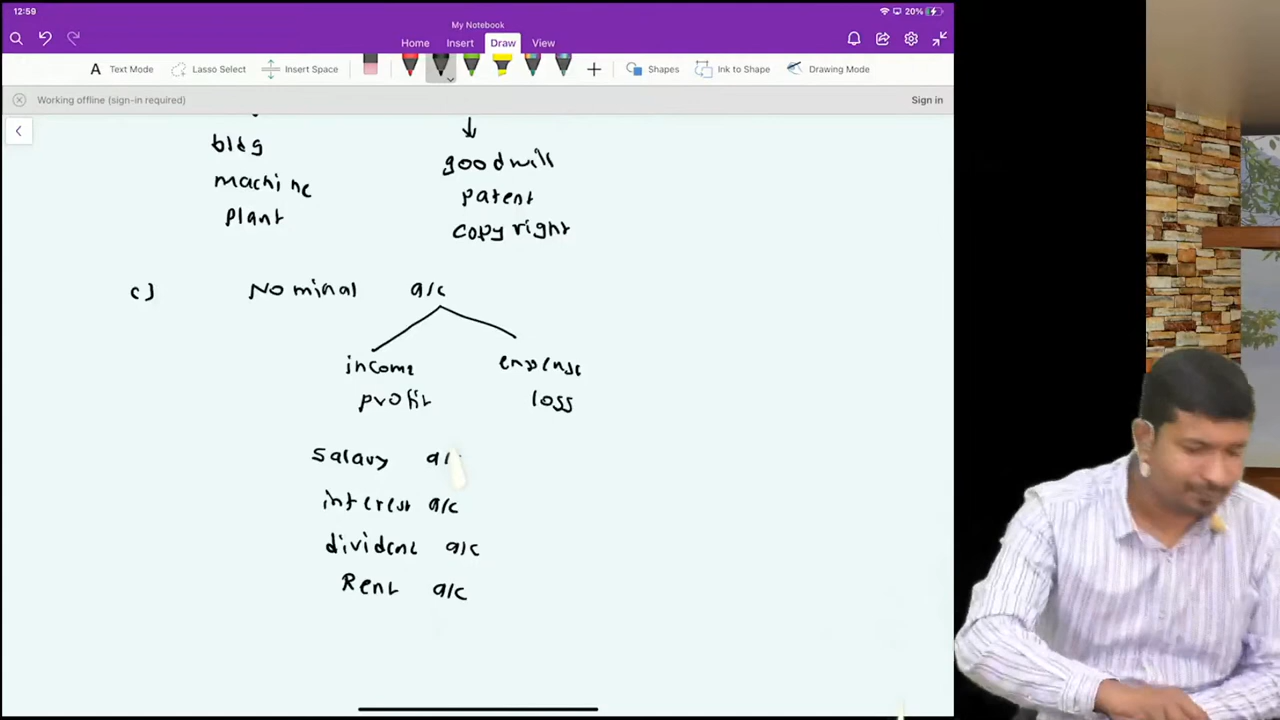 12:59
20%
My Notebook
Home Insert Draw View
Text Mode Lasso Select Insert Space Shapes Ink to Shape Drawing Mode
Working offline (sign-in required) Sign in
bldg goodwill
machine patent
plant copy right
c) Nominal a/c
income expense
profit loss
Salary a/c
interest a/c
divident a/c
Rent a/c